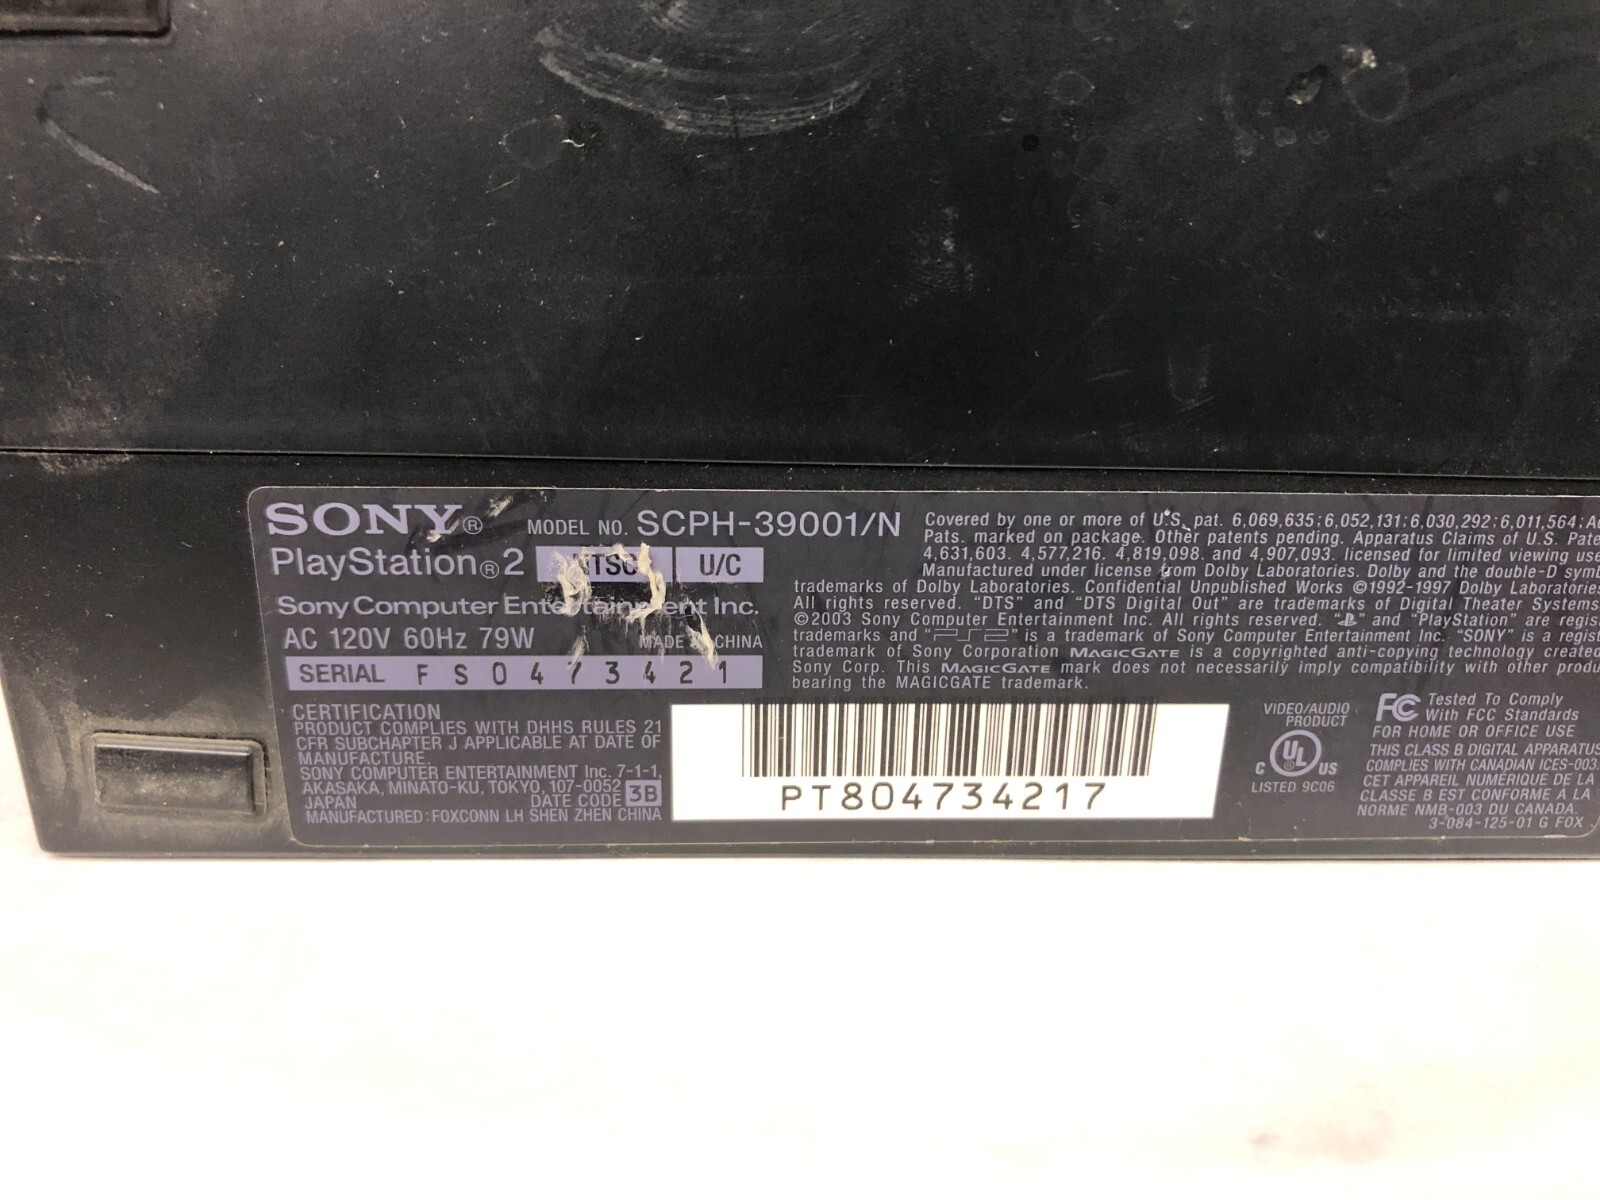 SONY®
MODEL NO. SCPH-39001/N
PlayStation®2 NTSC U/C
Sony Computer Entertainment Inc.
AC 120V 60Hz 79W MADE IN CHINA
SERIAL F S 0 4 7 3 4 2 1
CERTIFICATION
PRODUCT COMPLIES WITH DHHS RULES 21
CFR SUBCHAPTER J APPLICABLE AT DATE OF
MANUFACTURE.
SONY COMPUTER ENTERTAINMENT Inc. 7-1-1,
AKASAKA, MINATO-KU, TOKYO, 107-0052
JAPAN DATE CODE 3B
MANUFACTURED:FOXCONN LH SHEN ZHEN CHINA
Covered by one or more of U.S. pat. 6,069,635;6,052,131;6,030,292;6,011,564;
Pats. marked on package. Other patents pending. Apparatus Claims of U.S.
4,631,603. 4,577,216. 4,819,098. and 4,907,093. licensed for limited viewing
Manufactured under license from Dolby Laboratories. Dolby and the double-D
trademarks of Dolby Laboratories. Confidential Unpublished Works ©1992-1997 Dolby Laboratories
All rights reserved. "DTS" and "DTS Digital Out" are trademarks of Digital Theater Systems
©2003 Sony Computer Entertainment Inc. All rights reserved. "PS" and "PlayStation" are
trademarks and "PS2" is a trademark of Sony Computer Entertainment Inc. "SONY" is a
trademark of Sony Corporation MAGICGATE is a copyrighted anti-copying technology created
Sony Corp. This MAGICGATE mark does not necessarily imply compatibility with other
bearing the MAGICGATE trademark.
PT804734217
VIDEO/AUDIO
PRODUCT
C UL US
LISTED 9C06
FC Tested To Comply
With FCC Standards
FOR HOME OR OFFICE USE
THIS CLASS B DIGITAL APPARATUS
COMPLIES WITH CANADIAN ICES-003.
CET APPAREIL NUMERIQUE DE LA
CLASSE B EST CONFORME A LA
NORME NMB-003 DU CANADA.
3-084-125-01 G FOX